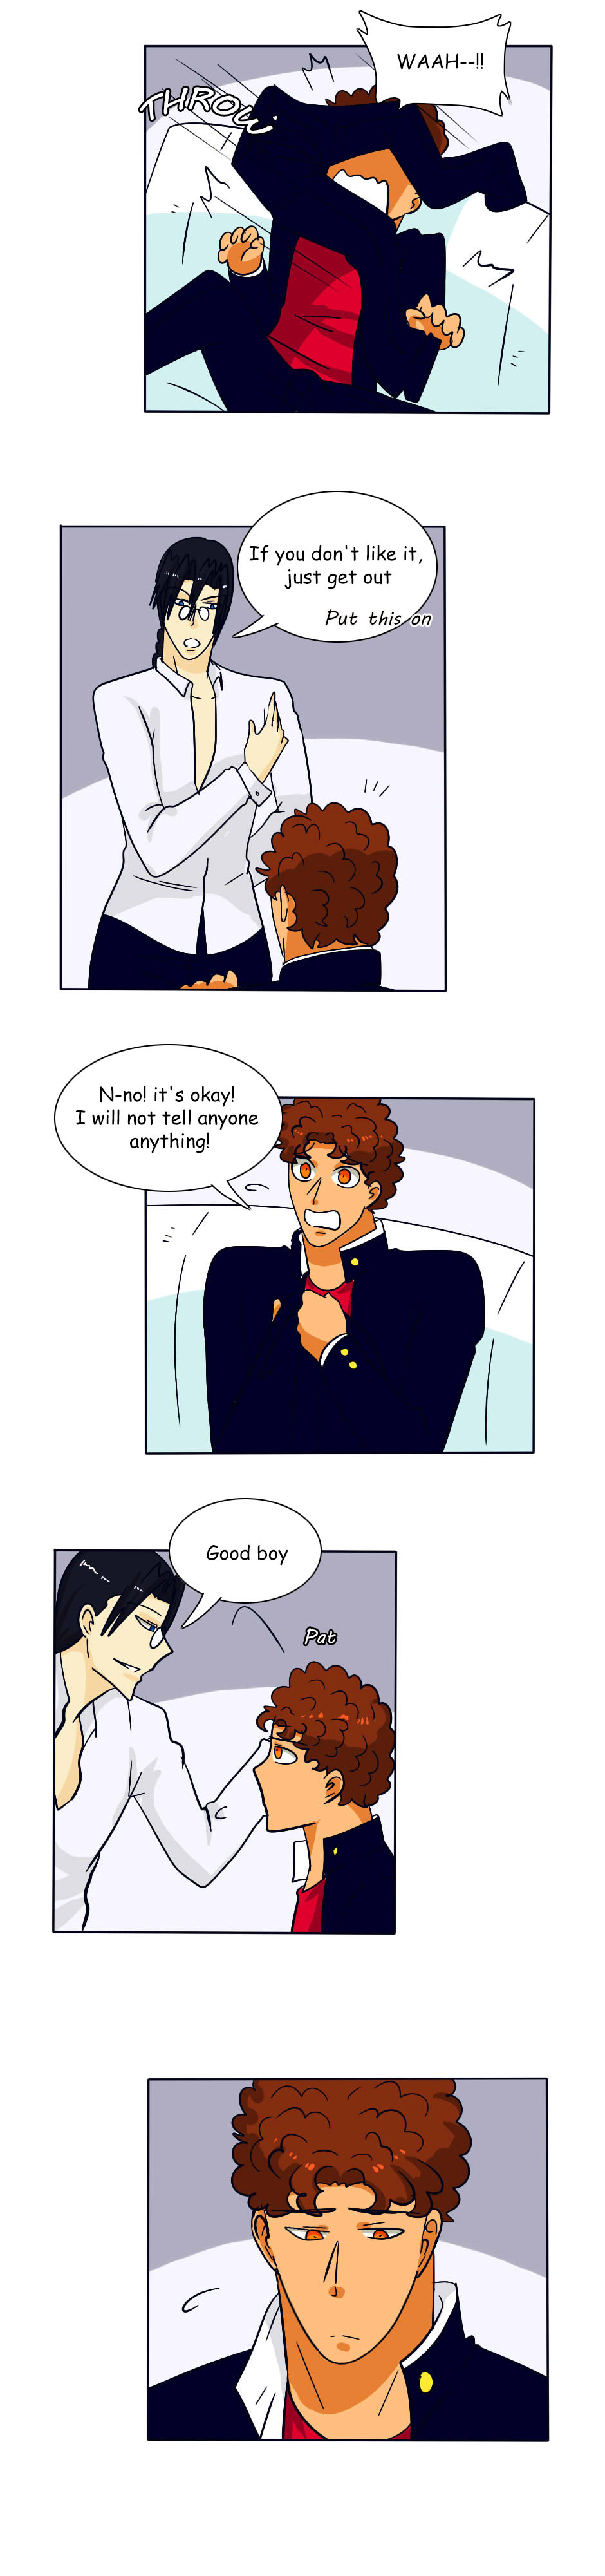 WAAH--!!
THROW
If you don't like it,
just get out
Put this on
N-no! it's okay!
I will not tell anyone
anything!
Good boy
Pat